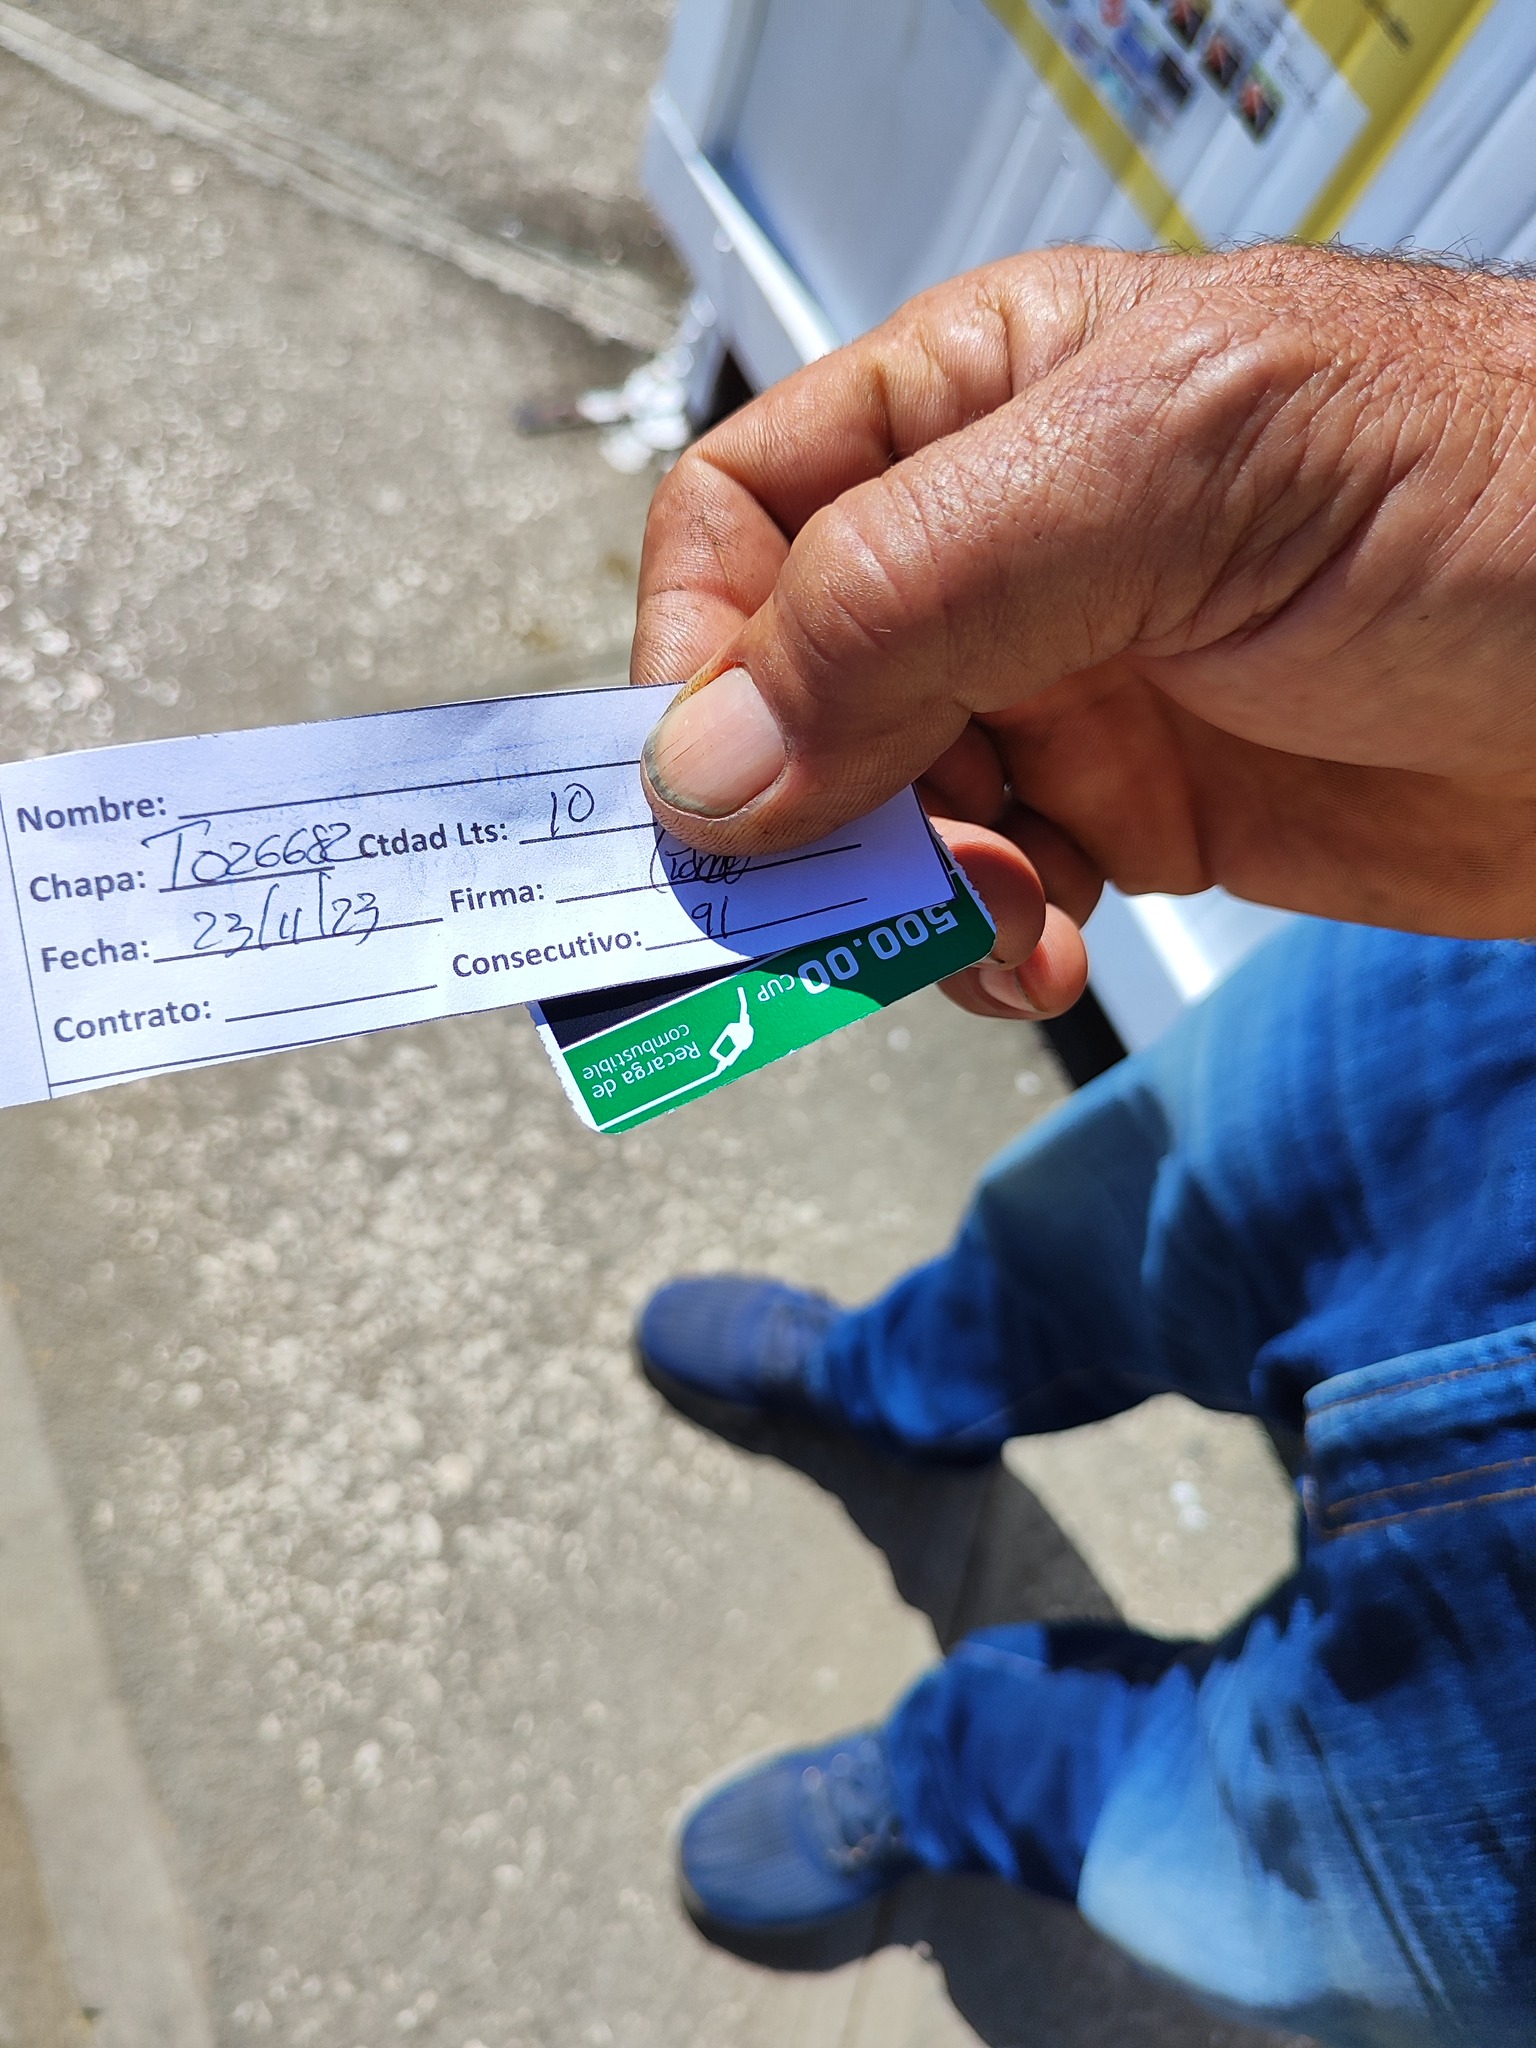 Nombre:
Chapa: T026682 Ctdad Lts: 10
Fecha: 23/11/23 Firma:
Contrato: Consecutivo: 91
500.00 CUP
Recarga de
combustible